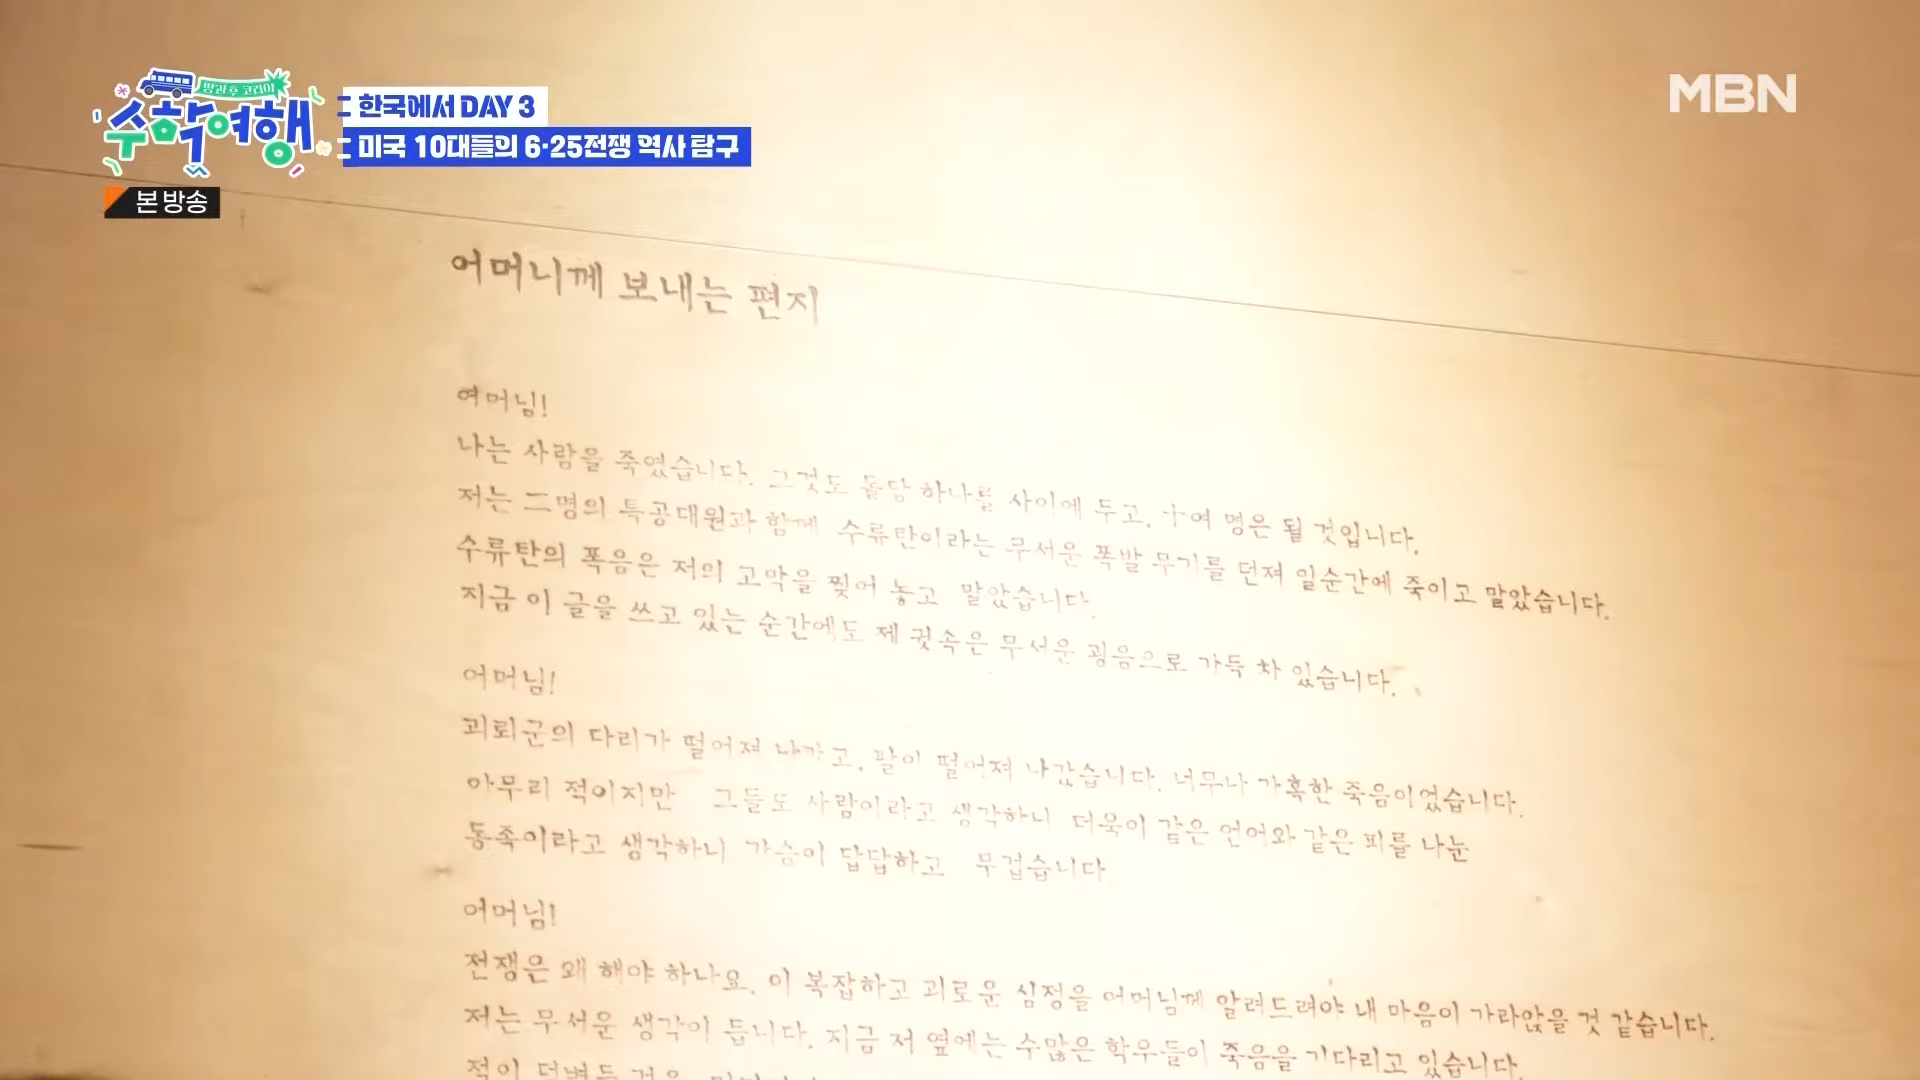 방과후 코리아
수학여행
한국에서 DAY 3
미국 10대들의 6·25전쟁 역사 탐구
본 방송
MBN
어머니께 보내는 편지
어머님!
나는 사람을 죽였습니다. 그것도 돌담 하나를 사이에 두고. 十여 명은 될 것입니다.
저는 二명의 특공대원과 함께 수류탄이라는 무서운 폭발 무기를 던져 일순간에 죽이고 말았습니다.
수류탄의 폭음은 저의 고막을 찢어 놓고 말았습니다.
지금 이 글을 쓰고 있는 순간에도 제 귓속은 무서운 굉음으로 가득 차 있습니다.
어머님!
괴뢰군의 다리가 떨어져 나가고, 팔이 떨어져 나갔습니다. 너무나 가혹한 죽음이었습니다.
아무리 적이지만 그들도 사람이라고 생각하니 더욱이 같은 언어와 같은 피를 나눈
동족이라고 생각하니 가슴이 답답하고 무겁습니다.
어머님!
전쟁은 왜 해야 하나요. 이 복잡하고 괴로운 심정을 어머님께 알려드려야 내 마음이 가라앉을 것 같습니다.
저는 무서운 생각이 듭니다. 지금 저 옆에는 수많은 학우들이 죽음을 기다리고 있습니다.